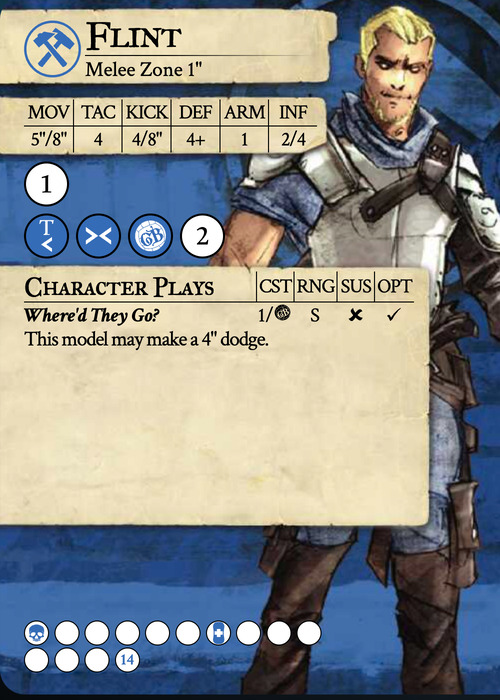 FLINT
Melee Zone 1"
MOV TAC KICK DEF ARM INF
5"/8" 4 4/8" 4+ 1 2/4
1
T
< >< GB 2
CHARACTER PLAYS CST RNG SUS OPT
Where'd They Go? 1/GB S ✘ ✓
This model may make a 4" dodge.
14